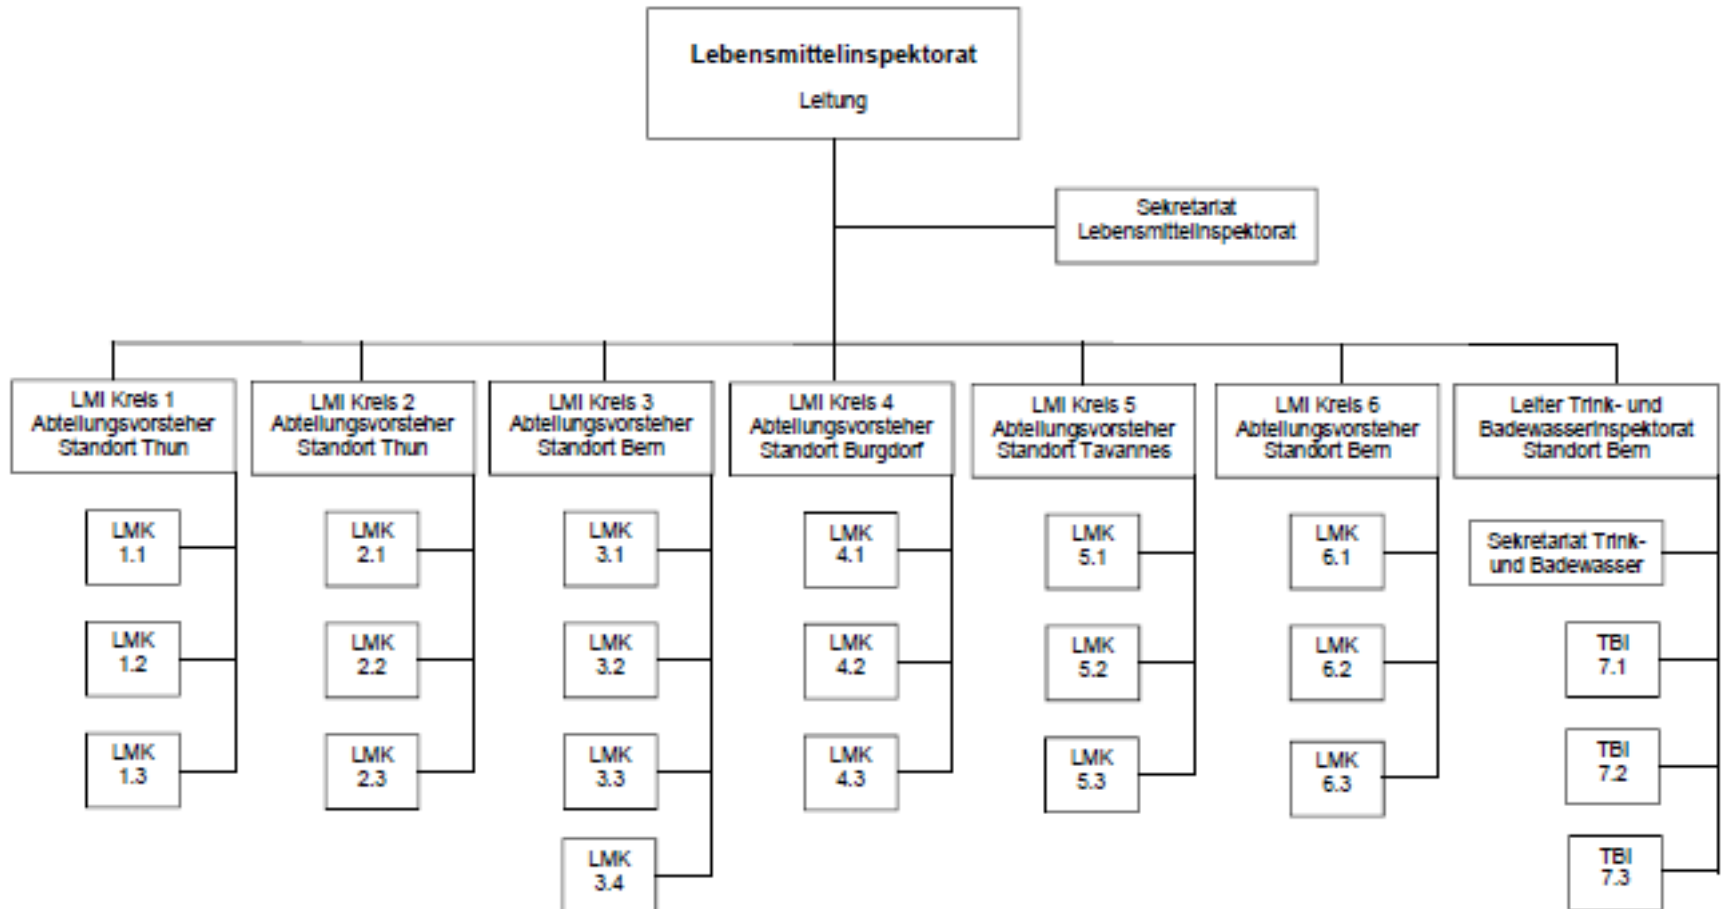 Lebensmittelinspektorat
Leitung
Sekretariat
Lebensmittelinspektorat
LMI Kreis 1
Abteilungsvorsteher
Standort Thun
LMK
1.1
LMK
1.2
LMK
1.3
LMI Kreis 2
Abteilungsvorsteher
Standort Thun
LMK
2.1
LMK
2.2
LMK
2.3
LMI Kreis 3
Abteilungsvorsteher
Standort Bern
LMK
3.1
LMK
3.2
LMK
3.3
LMK
3.4
LMI Kreis 4
Abteilungsvorsteher
Standort Burgdorf
LMK
4.1
LMK
4.2
LMK
4.3
LMI Kreis 5
Abteilungsvorsteher
Standort Tavannes
LMK
5.1
LMK
5.2
LMK
5.3
LMI Kreis 6
Abteilungsvorsteher
Standort Bern
LMK
6.1
LMK
6.2
LMK
6.3
Leiter Trink- und
Badewasserinspektorat
Standort Bern
Sekretariat Trink-
und Badewasser
TBI
7.1
TBI
7.2
TBI
7.3